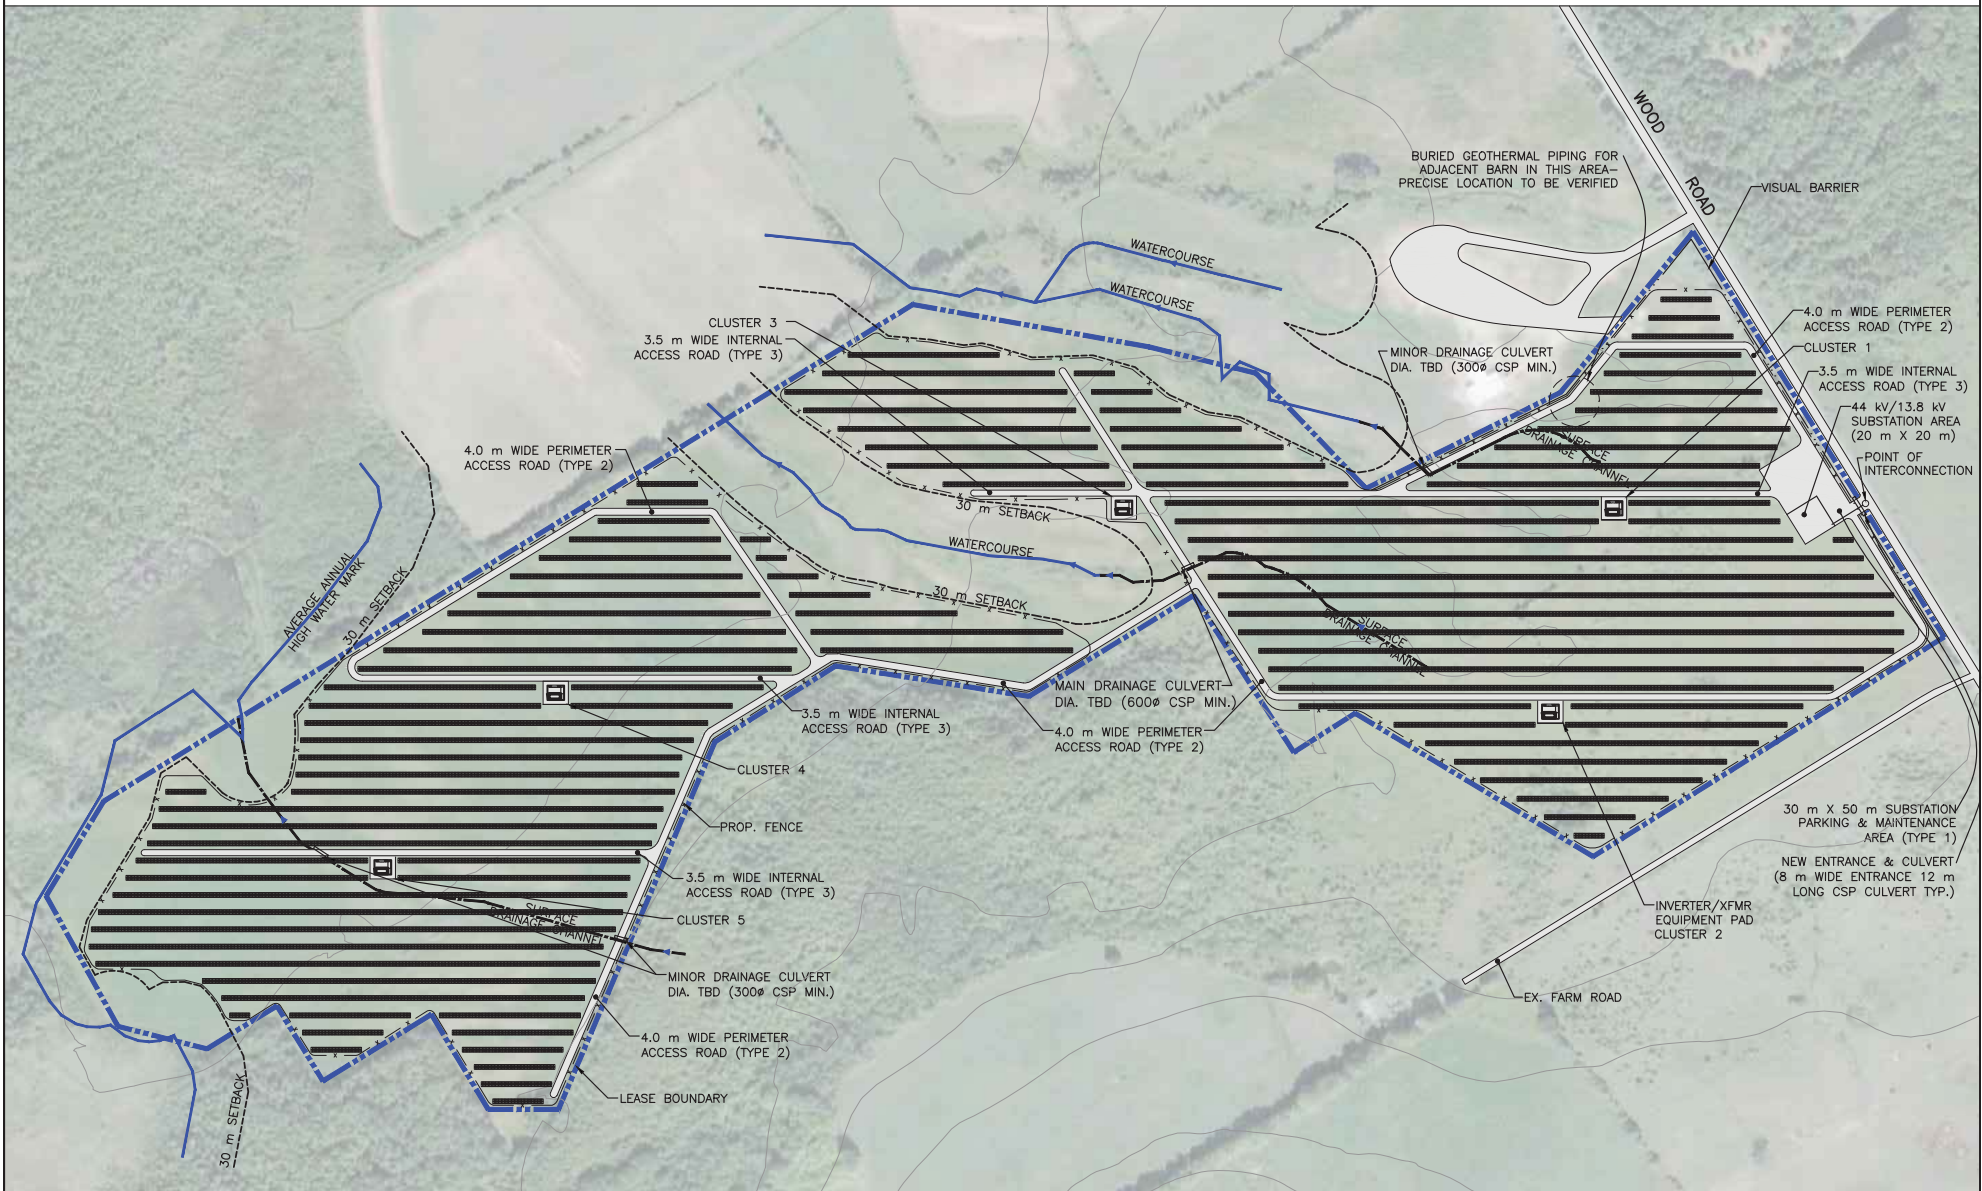 WOOD
ROAD
BURIED GEOTHERMAL PIPING FOR
ADJACENT BARN IN THIS AREA–
PRECISE LOCATION TO BE VERIFIED
VISUAL BARRIER
WATERCOURSE
WATERCOURSE
CLUSTER 3
3.5 m WIDE INTERNAL
ACCESS ROAD (TYPE 3)
4.0 m WIDE PERIMETER
ACCESS ROAD (TYPE 2)
CLUSTER 1
3.5 m WIDE INTERNAL
ACCESS ROAD (TYPE 3)
MINOR DRAINAGE CULVERT
DIA. TBD (300ø CSP MIN.)
44 kV/13.8 kV
SUBSTATION AREA
(20 m X 20 m)
POINT OF
INTERCONNECTION
SURFACE
DRAINAGE CHANNEL
4.0 m WIDE PERIMETER
ACCESS ROAD (TYPE 2)
30 m SETBACK
WATERCOURSE
AVERAGE ANNUAL
HIGH WATER MARK
30 m SETBACK
30 m SETBACK
SURFACE
DRAINAGE CHANNEL
MAIN DRAINAGE CULVERT
DIA. TBD (600ø CSP MIN.)
3.5 m WIDE INTERNAL
ACCESS ROAD (TYPE 3)
4.0 m WIDE PERIMETER
ACCESS ROAD (TYPE 2)
CLUSTER 4
PROP. FENCE
30 m X 50 m SUBSTATION
PARKING & MAINTENANCE
AREA (TYPE 1)
NEW ENTRANCE & CULVERT
(8 m WIDE ENTRANCE 12 m
LONG CSP CULVERT TYP.)
3.5 m WIDE INTERNAL
ACCESS ROAD (TYPE 3)
CLUSTER 5
SURFACE
DRAINAGE CHANNEL
INVERTER/XFMR
EQUIPMENT PAD
CLUSTER 2
MINOR DRAINAGE CULVERT
DIA. TBD (300ø CSP MIN.)
EX. FARM ROAD
4.0 m WIDE PERIMETER
ACCESS ROAD (TYPE 2)
LEASE BOUNDARY
30 m SETBACK